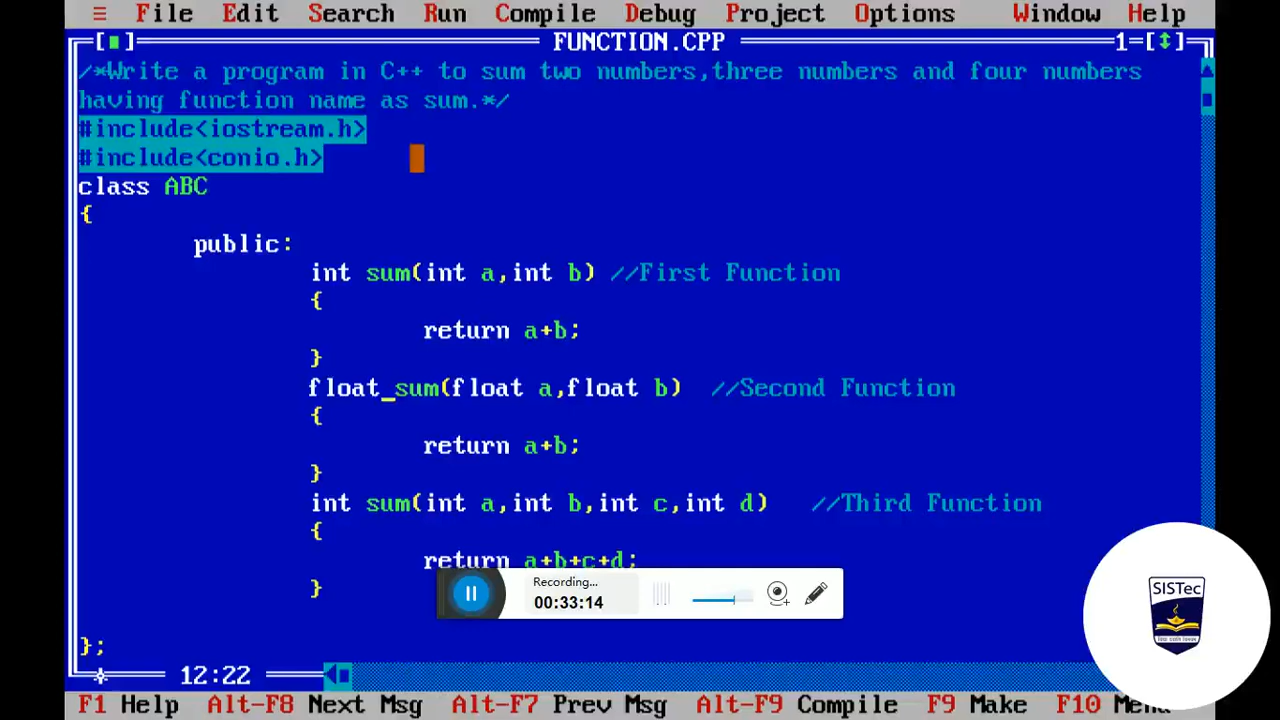 ≡ File Edit Search Run Compile Debug Project Options Window Help
[■] FUNCTION.CPP 1=[↕]
/*Write a program in C++ to sum two numbers,three numbers and four numbers
having function name as sum.*/
#include<iostream.h>
#include<conio.h>
class ABC
{
public:
int sum(int a,int b) //First Function
{
return a+b;
}
float_sum(float a,float b) //Second Function
{
return a+b;
}
int sum(int a,int b,int c,int d) //Third Function
{
return a+b+c+d;
}
};
Recording...
00:33:14
SISTec
12:22
F1 Help Alt-F8 Next Msg Alt-F7 Prev Msg Alt-F9 Compile F9 Make F10 Menu